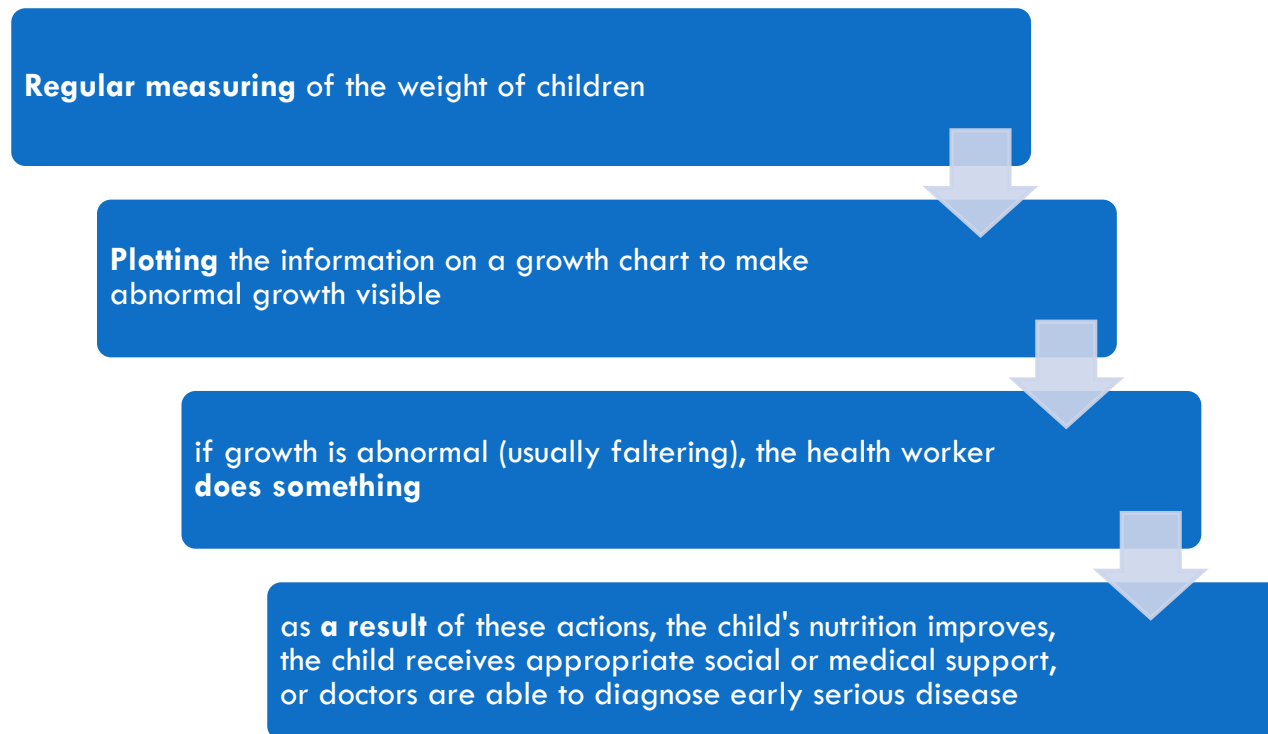 Regular measuring of the weight of children
Plotting the information on a growth chart to make
abnormal growth visible
if growth is abnormal (usually faltering), the health worker
does something
as a result of these actions, the child's nutrition improves,
the child receives appropriate social or medical support,
or doctors are able to diagnose early serious disease